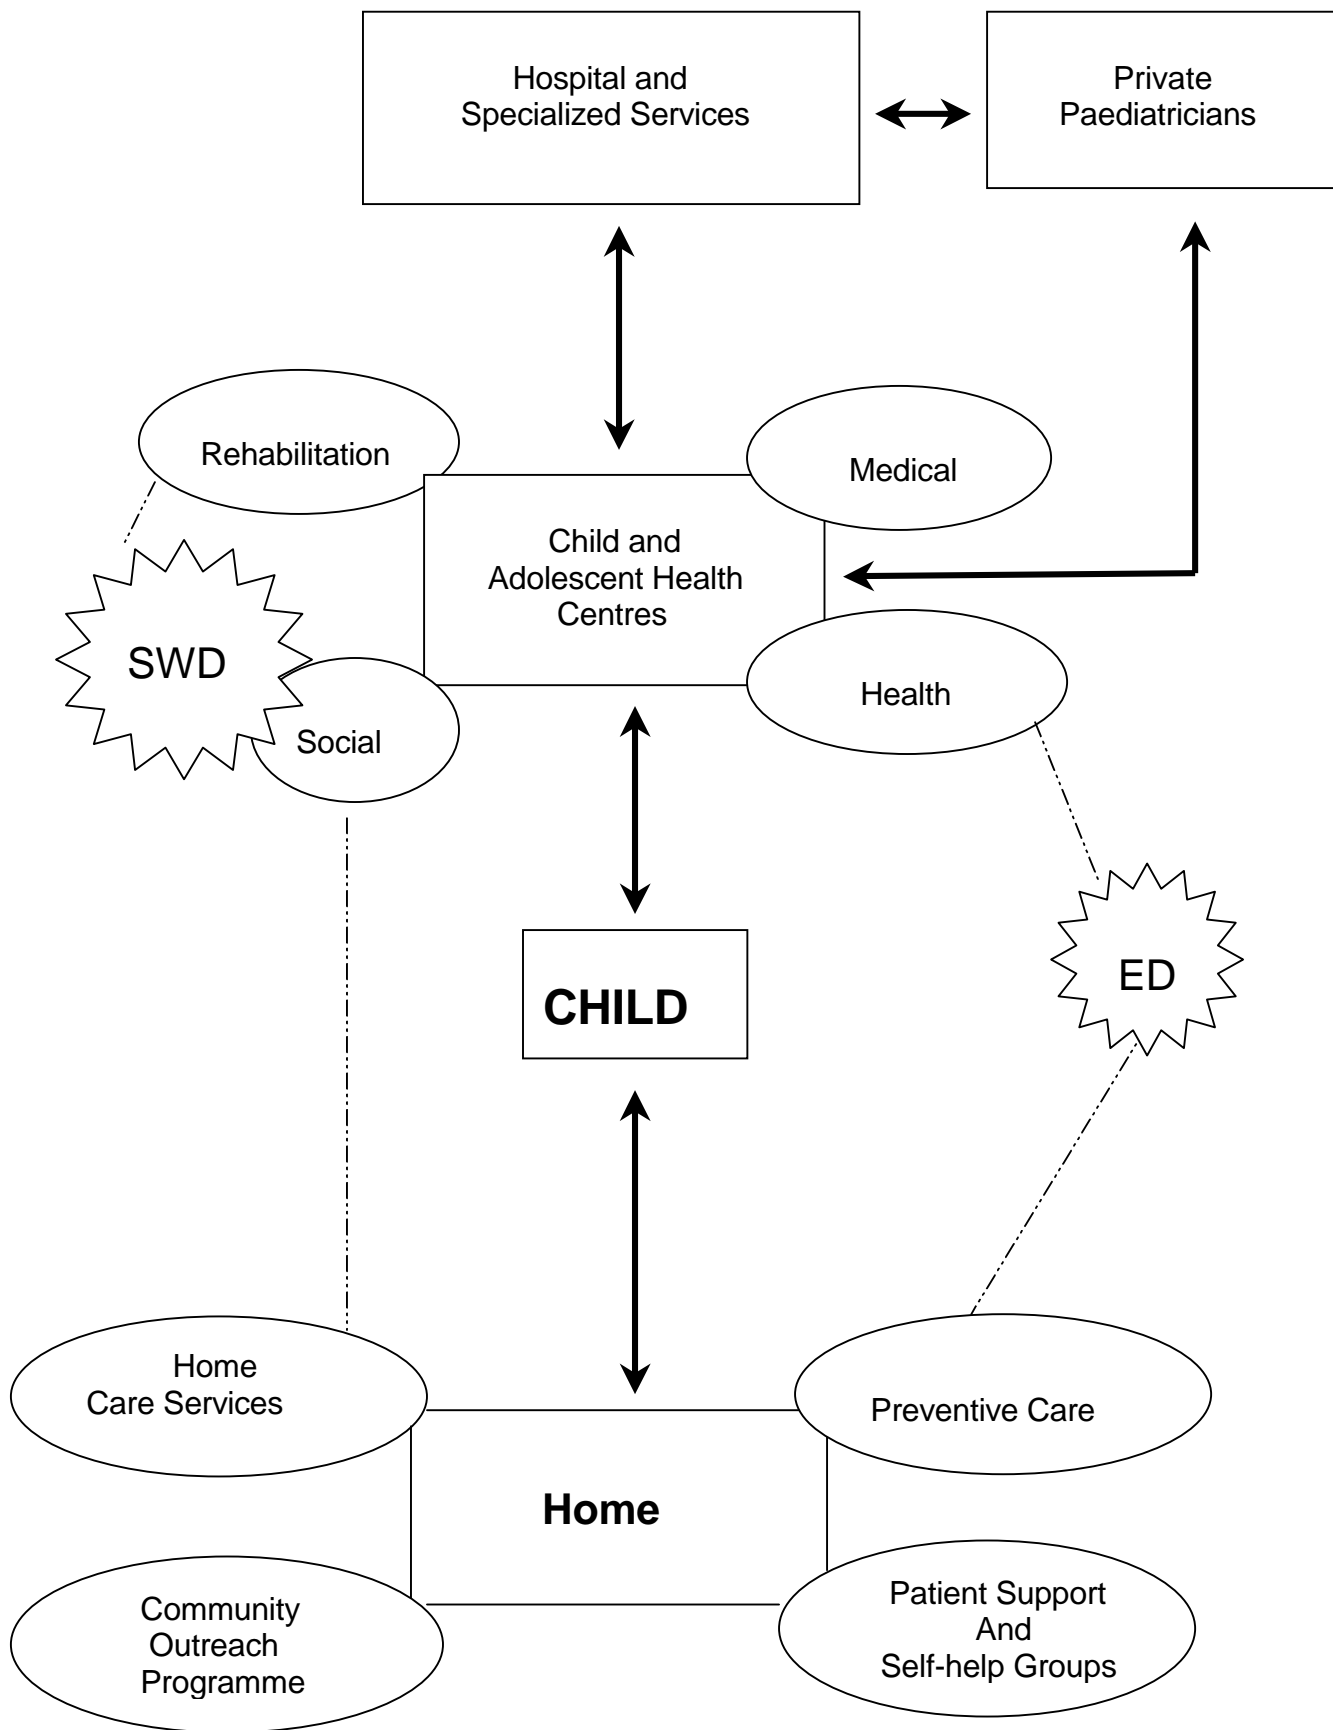 Hospital and
Specialized Services
Private
Paediatricians
Rehabilitation
Medical
Child and
Adolescent Health
Centres
SWD
Social
Health
CHILD
ED
Home
Care Services
Preventive Care
Home
Community
Outreach
Programme
Patient Support
And
Self-help Groups